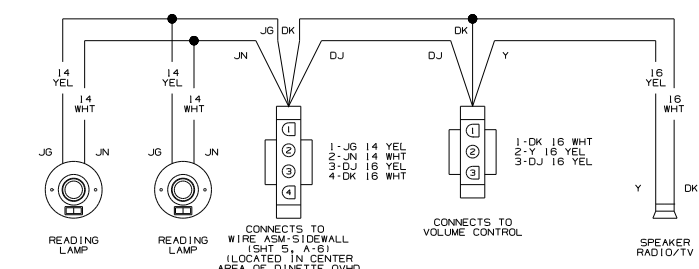 JG DK
JN
DJ
DJ
Y
14
YEL
14
WHT
14
YEL
14
WHT
16
YEL
16
WHT
JG
JN
JG
JN
1
2
3
4
1-JG 14 YEL
2-JN 14 WHT
3-DJ 16 YEL
4-DK 16 WHT
DK
1
2
3
1-DK 16 WHT
2-Y 16 YEL
3-DJ 16 YEL
Y
DK
READING
LAMP
READING
LAMP
CONNECTS TO
WIRE ASM-SIDEWALL
(SHT 5, A-6)
(LOCATED IN CENTER
AREA OF DINETTE OVHD
CONNECTS TO
VOLUME CONTROL
SPEAKER
RADIO/TV